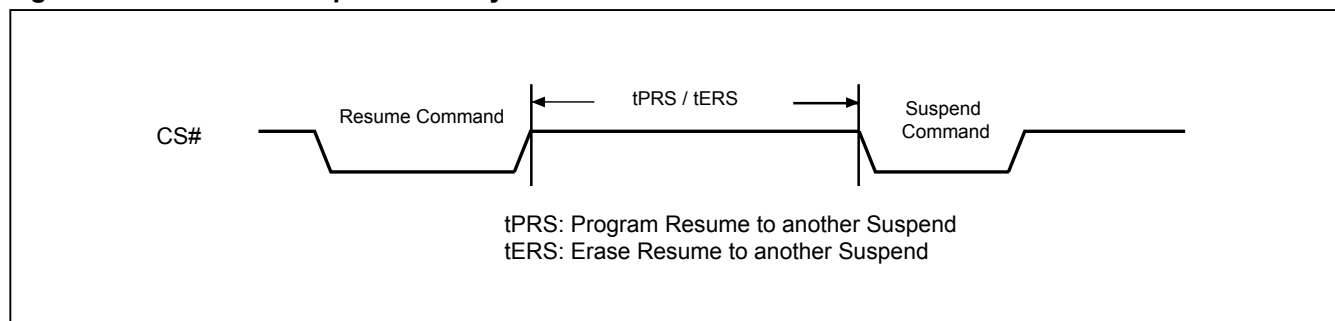 tPRS / tERS
Resume Command
Suspend
Command
CS#
tPRS: Program Resume to another Suspend
tERS: Erase Resume to another Suspend